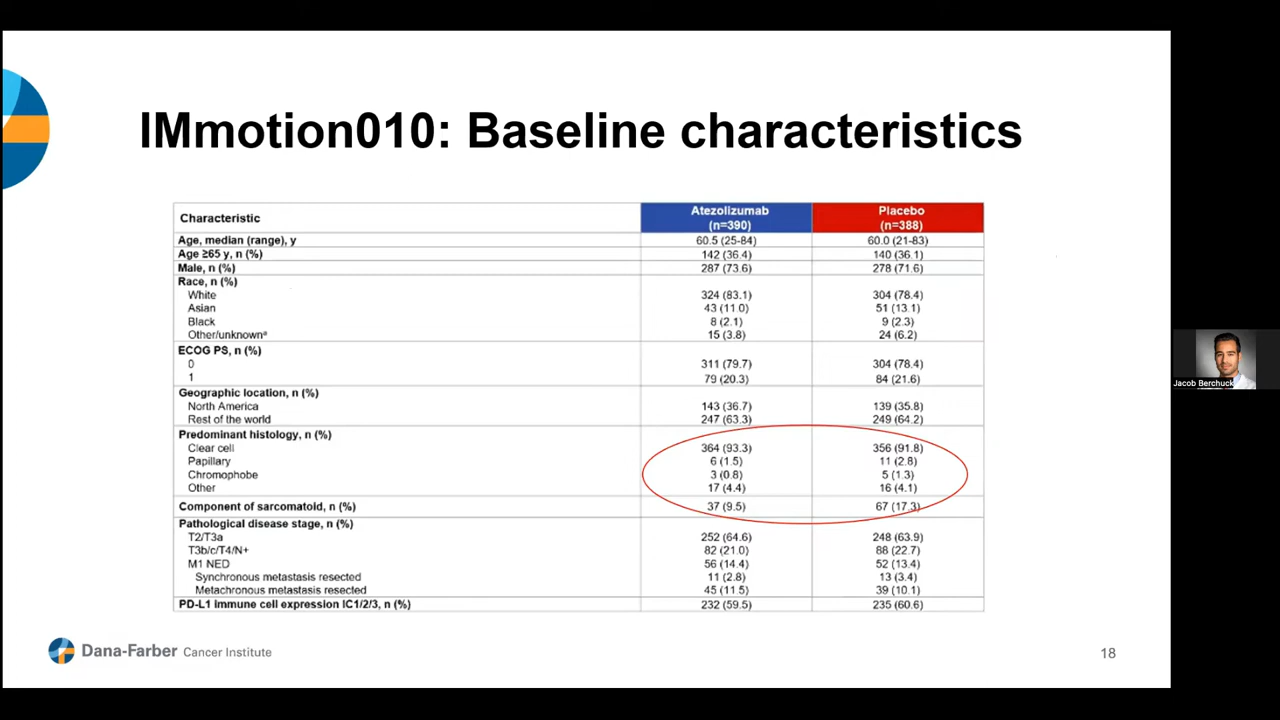 IMmotion010: Baseline characteristics
Characteristic Atezolizumab (n=390) Placebo (n=388)
Age, median (range), y 60.5 (25-84) 60.0 (21-83)
Age ≥65 y, n (%) 142 (36.4) 140 (36.1)
Male, n (%) 287 (73.6) 278 (71.6)
Race, n (%)
White 324 (83.1) 304 (78.4)
Asian 43 (11.0) 51 (13.1)
Black 8 (2.1) 9 (2.3)
Other/unknownᵃ 15 (3.8) 24 (6.2)
ECOG PS, n (%)
0 311 (79.7) 304 (78.4)
1 79 (20.3) 84 (21.6)
Geographic location, n (%)
North America 143 (36.7) 139 (35.8)
Rest of the world 247 (63.3) 249 (64.2)
Predominant histology, n (%)
Clear cell 364 (93.3) 356 (91.8)
Papillary 6 (1.5) 11 (2.8)
Chromophobe 3 (0.8) 5 (1.3)
Other 17 (4.4) 16 (4.1)
Component of sarcomatoid, n (%) 37 (9.5) 67 (17.3)
Pathological disease stage, n (%)
T2/T3a 252 (64.6) 248 (63.9)
T3b/c/T4/N+ 82 (21.0) 88 (22.7)
M1 NED 56 (14.4) 52 (13.4)
Synchronous metastasis resected 11 (2.8) 13 (3.4)
Metachronous metastasis resected 45 (11.5) 39 (10.1)
PD-L1 immune cell expression IC1/2/3, n (%) 232 (59.5) 235 (60.6)
Dana-Farber Cancer Institute
18
Jacob Berchuck